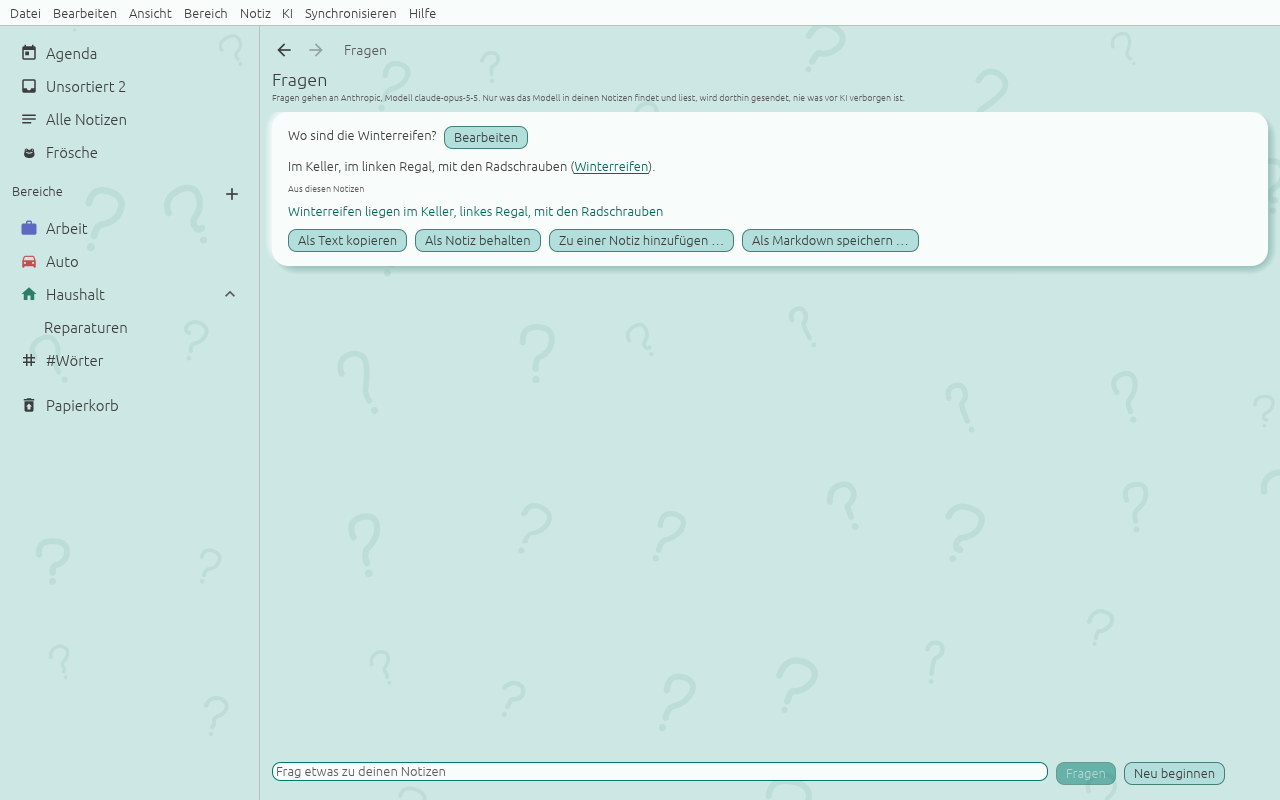 Datei Bearbeiten Ansicht Bereich Notiz KI Synchronisieren Hilfe
Agenda
Unsortiert 2
Alle Notizen
Frösche
Bereiche
Arbeit
Auto
Haushalt
Reparaturen
#Wörter
Papierkorb
Fragen
Fragen
Fragen gehen an Anthropic, Modell claude-opus-5-5. Nur was das Modell in deinen Notizen findet und liest, wird dorthin gesendet, nie was vor KI verborgen ist.
Wo sind die Winterreifen? Bearbeiten
Im Keller, im linken Regal, mit den Radschrauben (Winterreifen).
Aus diesen Notizen
Winterreifen liegen im Keller, linkes Regal, mit den Radschrauben
Als Text kopieren Als Notiz behalten Zu einer Notiz hinzufügen … Als Markdown speichern …
Frag etwas zu deinen Notizen Fragen Neu beginnen